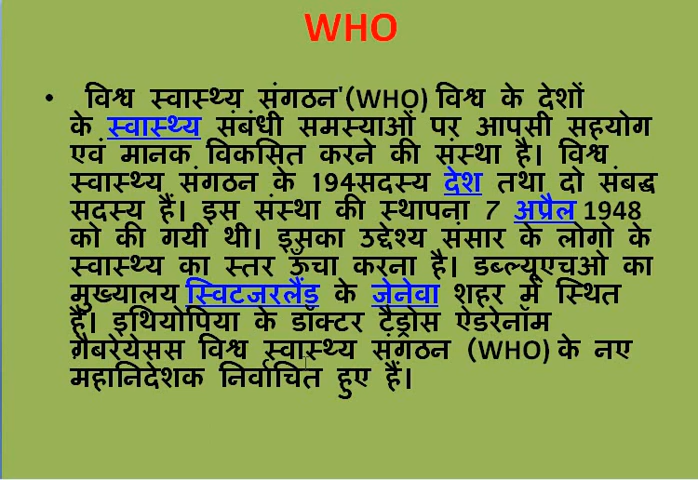 WHO
• विश्व स्वास्थ्य संगठन'(WHO) विश्व के देशों
के स्वास्थ्य संबंधी समस्याओं पर आपसी सहयोग
एवं मानक विकसित करने की संस्था है। विश्व
स्वास्थ्य संगठन के 194सदस्य देश तथा दो संबद्ध
सदस्य हैं। इस संस्था की स्थापना 7 अप्रैल 1948
को की गयी थी। इसका उद्देश्य संसार के लोगो के
स्वास्थ्य का स्तर ऊँचा करना है। डब्‍ल्‍यूएचओ का
मुख्यालय स्विटजरलैंड के जेनेवा शहर में स्थित
है। इथियोपिया के डॉक्टर टैड्रोस ऐडरेनॉम
गैबरेयेसस विश्व स्वास्थ्य संगठन (WHO) के नए
महानिदेशक निर्वाचित हुए हैं।